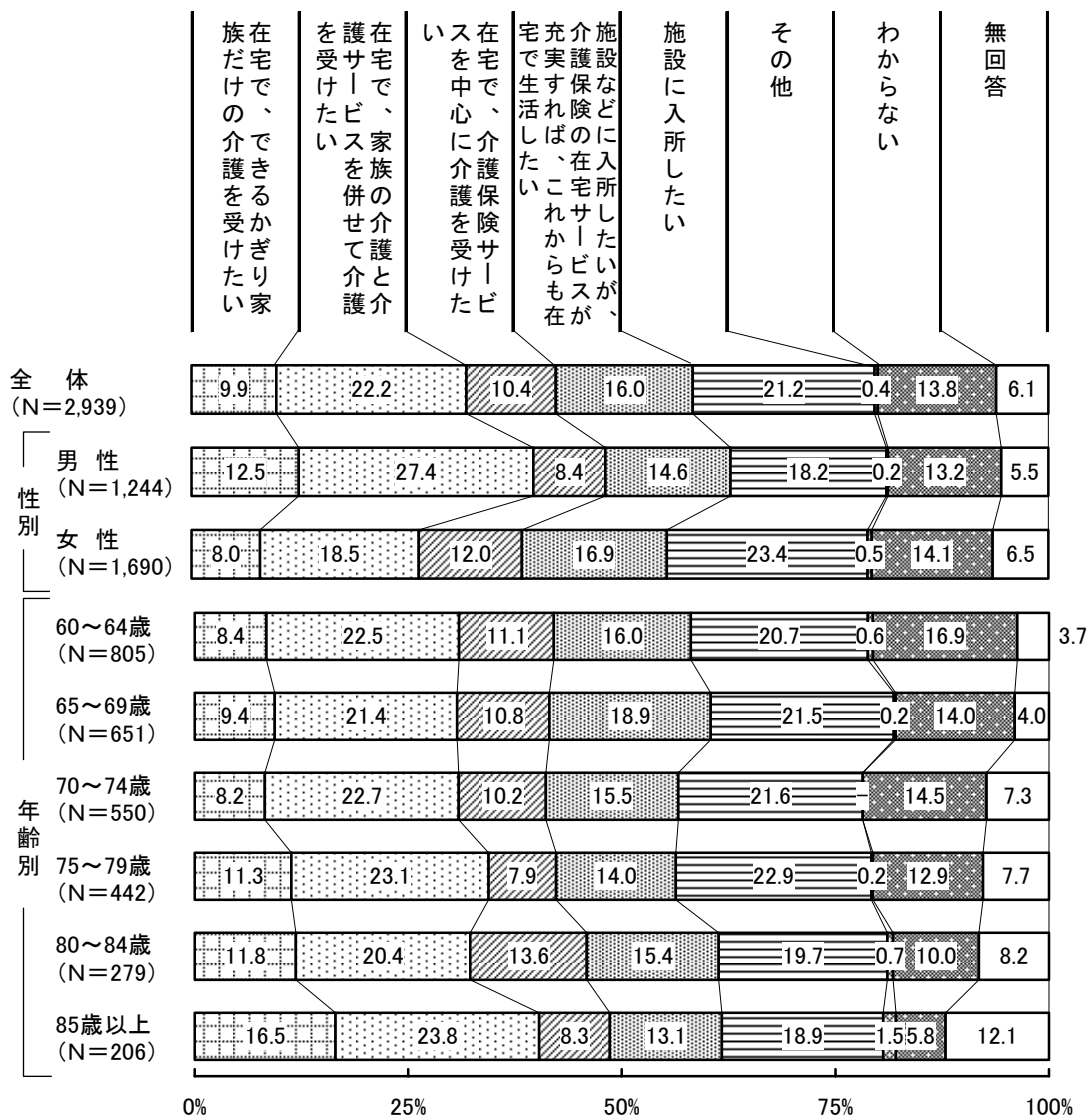 在宅で、できるかぎり家
族だけの介護を受けたい
在宅で、家族の介護と介
護サービスを併せて介護
を受けたい
在宅で、介護保険サービ
スを中心に介護を受けた
い
施設などに入所したいが、
介護保険の在宅サービスが
充実すれば、これからも在
宅で生活したい
施設に入所したい
その他
わからない
無回答
全 体
(N=2,939)
9.9 22.2 10.4 16.0 21.2 0.4 13.8 6.1
性別
男 性
(N=1,244)
12.5 27.4 8.4 14.6 18.2 0.2 13.2 5.5
女 性
(N=1,690)
8.0 18.5 12.0 16.9 23.4 0.5 14.1 6.5
年齢別
60～64歳
(N=805)
8.4 22.5 11.1 16.0 20.7 0.6 16.9 3.7
65～69歳
(N=651)
9.4 21.4 10.8 18.9 21.5 0.2 14.0 4.0
70～74歳
(N=550)
8.2 22.7 10.2 15.5 21.6 － 14.5 7.3
75～79歳
(N=442)
11.3 23.1 7.9 14.0 22.9 0.2 12.9 7.7
80～84歳
(N=279)
11.8 20.4 13.6 15.4 19.7 0.7 10.0 8.2
85歳以上
(N=206)
16.5 23.8 8.3 13.1 18.9 1.5 5.8 12.1
0% 25% 50% 75% 100%